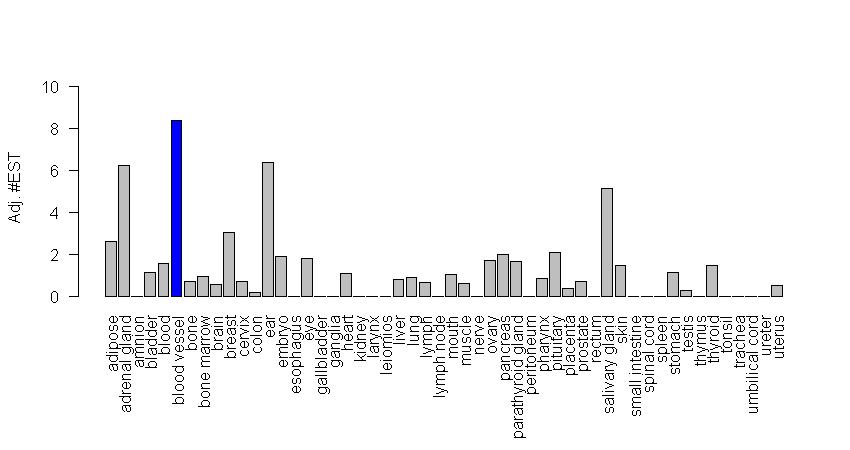 10
8
6
4
2
0
Adj. #EST
adipose
adrenal gland
amnion
bladder
blood
blood vessel
bone
bone marrow
brain
breast
cervix
colon
ear
embryo
esophagus
eye
gallbladder
ganglia
heart
kidney
larynx
leiomios
liver
lung
lymph
lymph node
mouth
muscle
nerve
ovary
pancreas
parathyroid gland
peritoneum
pharynx
pituitary
placenta
prostate
rectum
salivary gland
skin
small intestine
spinal cord
spleen
stomach
testis
thymus
thyroid
tonsil
trachea
umbilical cord
ureter
uterus